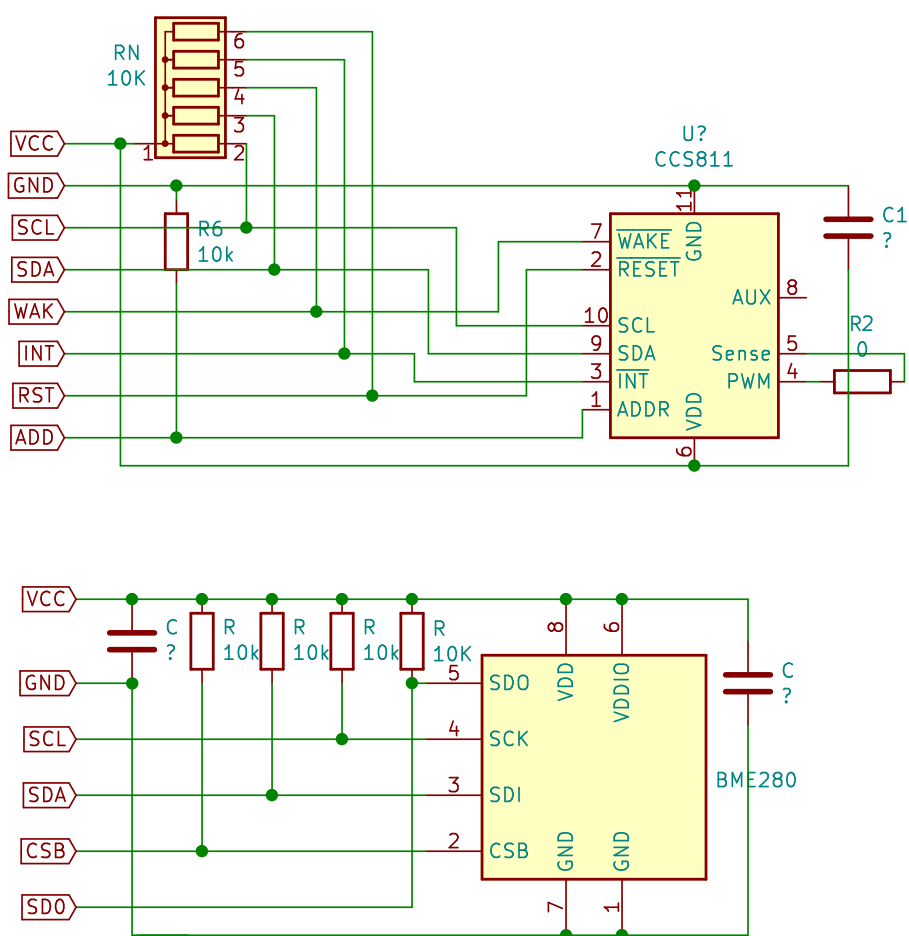 RN
10K
6
5
4
3
2
1
VCC
GND
SCL
SDA
WAK
INT
RST
ADD
R6
10k
U?
CCS811
11
GND
7
WAKE
2
RESET
10
SCL
9
SDA
3
INT
1
ADDR
8
AUX
5
Sense
4
PWM
6
VDD
C1
?
R2
0
VCC
GND
SCL
SDA
CSB
SDO
C
?
R
10k
R
10k
R
10k
R
10K
5
SDO
4
SCK
3
SDI
2
CSB
8
VDD
6
VDDIO
7
GND
1
GND
BME280
C
?